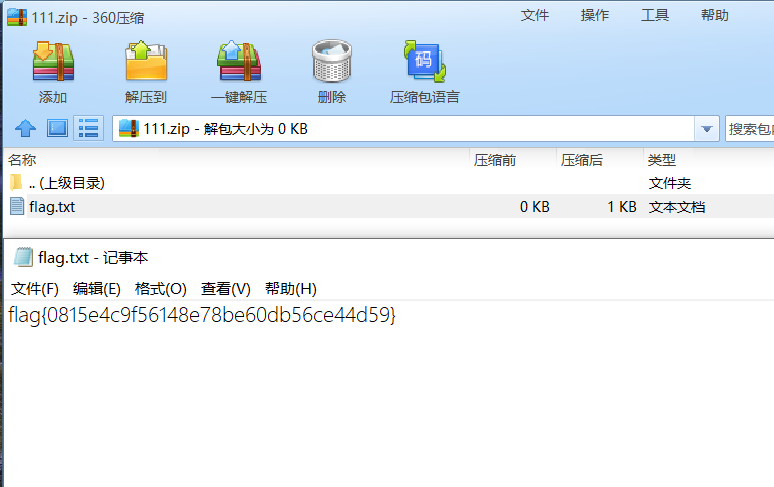 111.zip - 360压缩
文件 操作 工具 帮助
添加 解压到 一键解压 删除 压缩包语言
码
111.zip - 解包大小为 0 KB 搜索包
名称 压缩前 压缩后 类型
.. (上级目录) 文件夹
flag.txt 0 KB 1 KB 文本文档
flag.txt - 记事本
文件(F) 编辑(E) 格式(O) 查看(V) 帮助(H)
flag{0815e4c9f56148e78be60db56ce44d59}